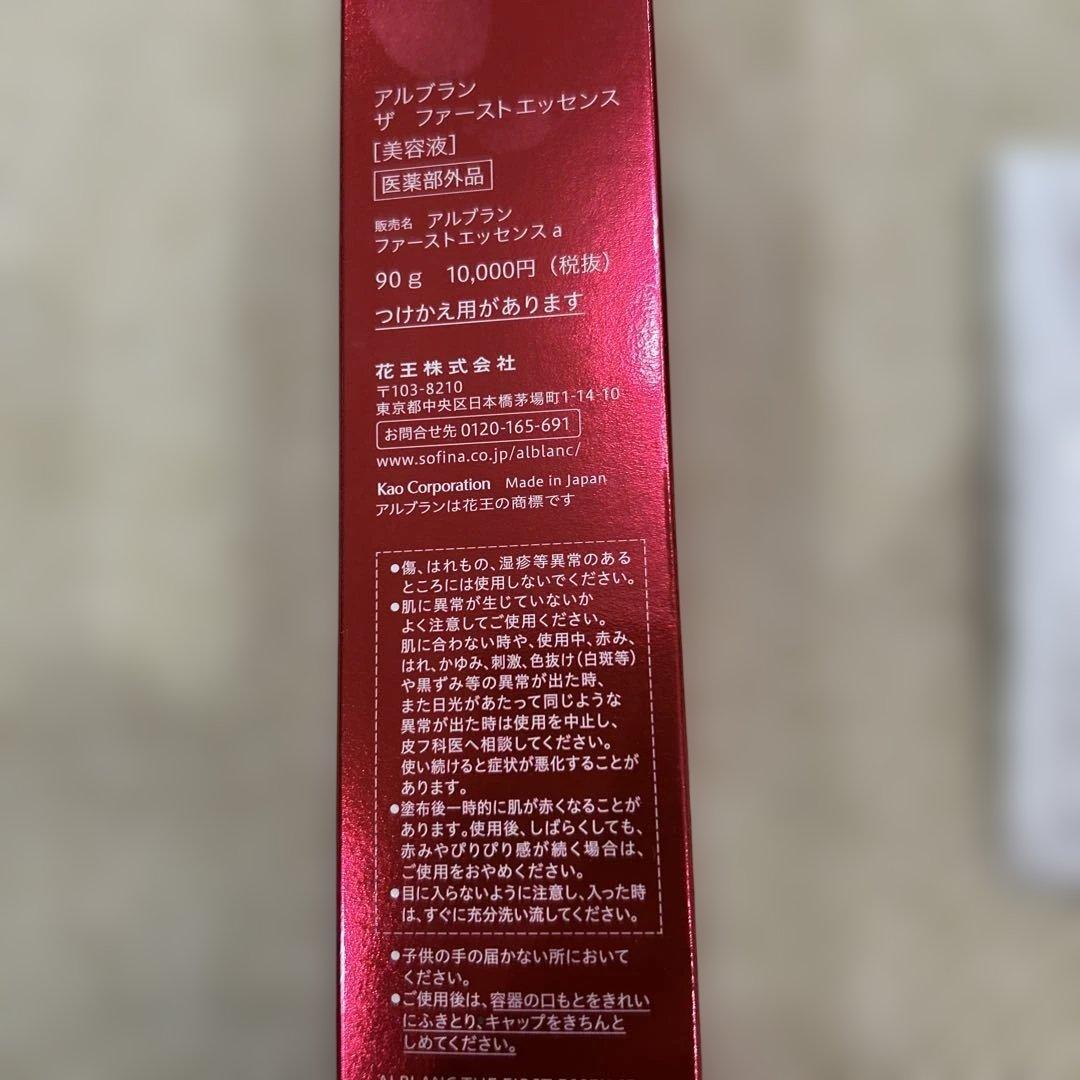 アルブラン
ザ ファーストエッセンス
[美容液]
医薬部外品
販売名 アルブラン
ファーストエッセンス a
90 g 10,000円（税抜）
つけかえ用があります
花王株式会社
〒103-8210
東京都中央区日本橋茅場町1-14-10
お問合せ先 0120-165-691
www.sofina.co.jp/alblanc/
Kao Corporation Made in Japan
アルブランは花王の商標です
●傷、はれもの、湿疹等異常のある
ところには使用しないでください。
●肌に異常が生じていないか
よく注意してご使用ください。
肌に合わない時や、使用中、赤み、
はれ、かゆみ、刺激、色抜け（白斑等）
や黒ずみ等の異常が出た時、
また日光があたって同じような
異常が出た時は使用を中止し、
皮フ科医へ相談してください。
使い続けると症状が悪化することが
あります。
●塗布後一時的に肌が赤くなることが
あります。使用後、しばらくしても、
赤みやぴりぴり感が続く場合は、
ご使用をおやめください。
●目に入らないように注意し、入った時
は、すぐに充分洗い流してください。
●子供の手の届かない所において
ください。
●ご使用後は、容器の口もとをきれい
にふきとり、キャップをきちんと
しめてください。
ALBLANC THE FIRST ESSENCE